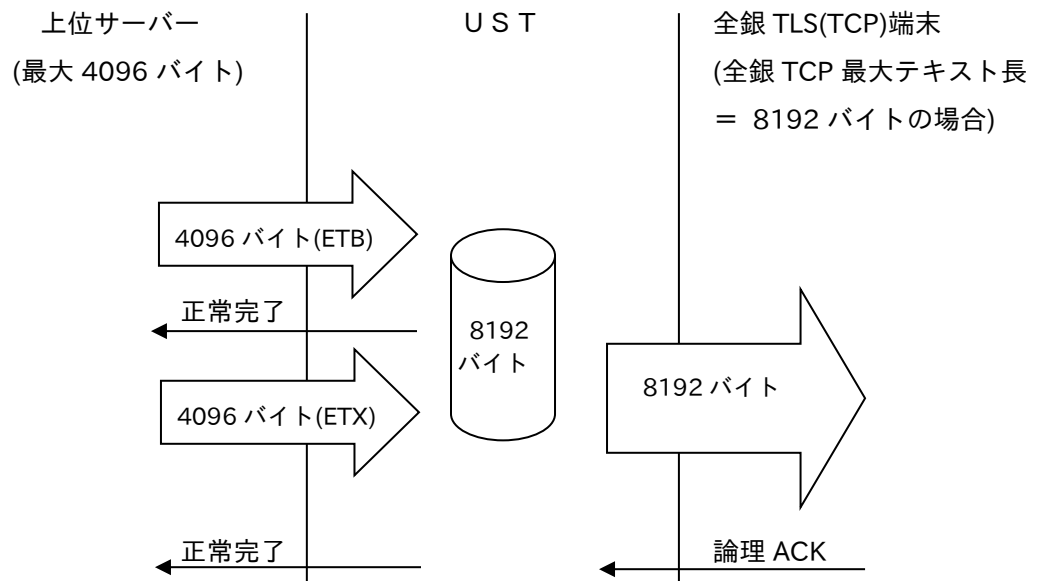 上位サーバー
(最大 4096 バイト)
UST
全銀 TLS(TCP)端末
(全銀 TCP 最大テキスト長
= 8192 バイトの場合)
4096 バイト(ETB)
正常完了
8192
バイト
8192 バイト
4096 バイト(ETX)
正常完了
論理 ACK